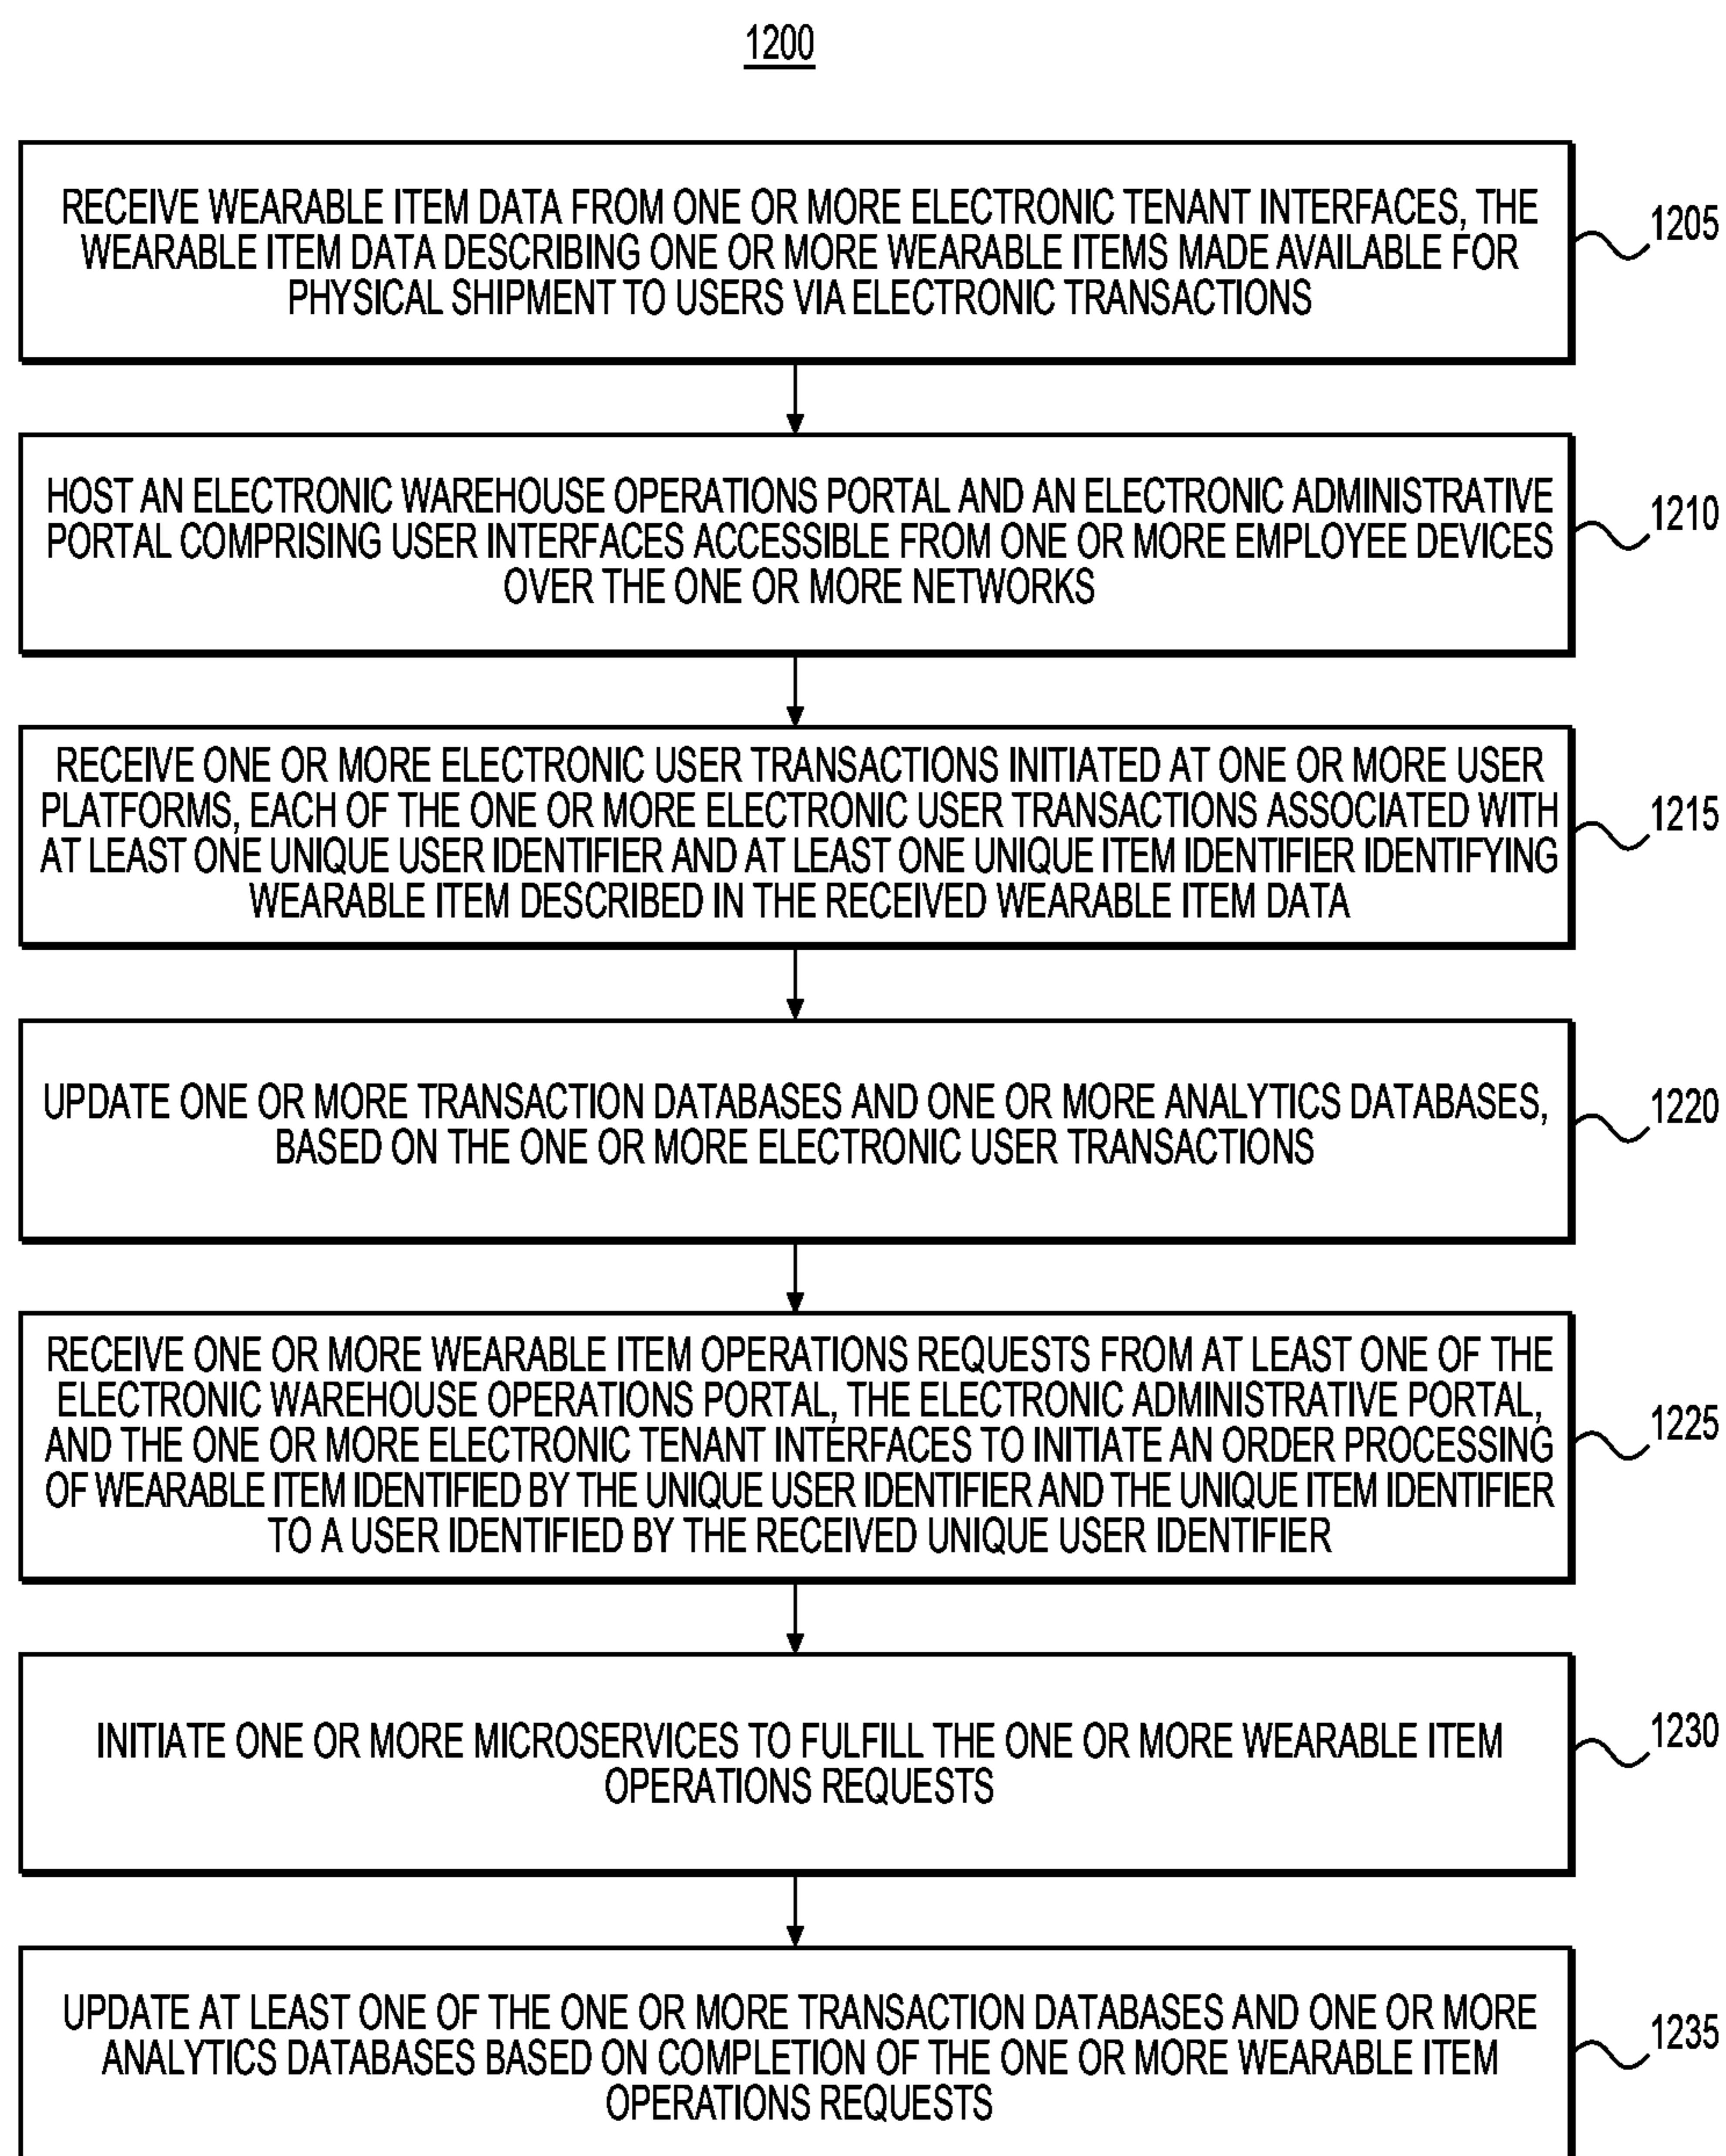 1200
RECEIVE WEARABLE ITEM DATA FROM ONE OR MORE ELECTRONIC TENANT INTERFACES, THE
WEARABLE ITEM DATA DESCRIBING ONE OR MORE WEARABLE ITEMS MADE AVAILABLE FOR
PHYSICAL SHIPMENT TO USERS VIA ELECTRONIC TRANSACTIONS
1205
HOST AN ELECTRONIC WAREHOUSE OPERATIONS PORTAL AND AN ELECTRONIC ADMINISTRATIVE
PORTAL COMPRISING USER INTERFACES ACCESSIBLE FROM ONE OR MORE EMPLOYEE DEVICES
OVER THE ONE OR MORE NETWORKS
1210
RECEIVE ONE OR MORE ELECTRONIC USER TRANSACTIONS INITIATED AT ONE OR MORE USER
PLATFORMS, EACH OF THE ONE OR MORE ELECTRONIC USER TRANSACTIONS ASSOCIATED WITH
AT LEAST ONE UNIQUE USER IDENTIFIER AND AT LEAST ONE UNIQUE ITEM IDENTIFIER IDENTIFYING
WEARABLE ITEM DESCRIBED IN THE RECEIVED WEARABLE ITEM DATA
1215
UPDATE ONE OR MORE TRANSACTION DATABASES AND ONE OR MORE ANALYTICS DATABASES,
BASED ON THE ONE OR MORE ELECTRONIC USER TRANSACTIONS
1220
RECEIVE ONE OR MORE WEARABLE ITEM OPERATIONS REQUESTS FROM AT LEAST ONE OF THE
ELECTRONIC WAREHOUSE OPERATIONS PORTAL, THE ELECTRONIC ADMINISTRATIVE PORTAL,
AND THE ONE OR MORE ELECTRONIC TENANT INTERFACES TO INITIATE AN ORDER PROCESSING
OF WEARABLE ITEM IDENTIFIED BY THE UNIQUE USER IDENTIFIER AND THE UNIQUE ITEM IDENTIFIER
TO A USER IDENTIFIED BY THE RECEIVED UNIQUE USER IDENTIFIER
1225
INITIATE ONE OR MORE MICROSERVICES TO FULFILL THE ONE OR MORE WEARABLE ITEM
OPERATIONS REQUESTS
1230
UPDATE AT LEAST ONE OF THE ONE OR MORE TRANSACTION DATABASES AND ONE OR MORE
ANALYTICS DATABASES BASED ON COMPLETION OF THE ONE OR MORE WEARABLE ITEM
OPERATIONS REQUESTS
1235